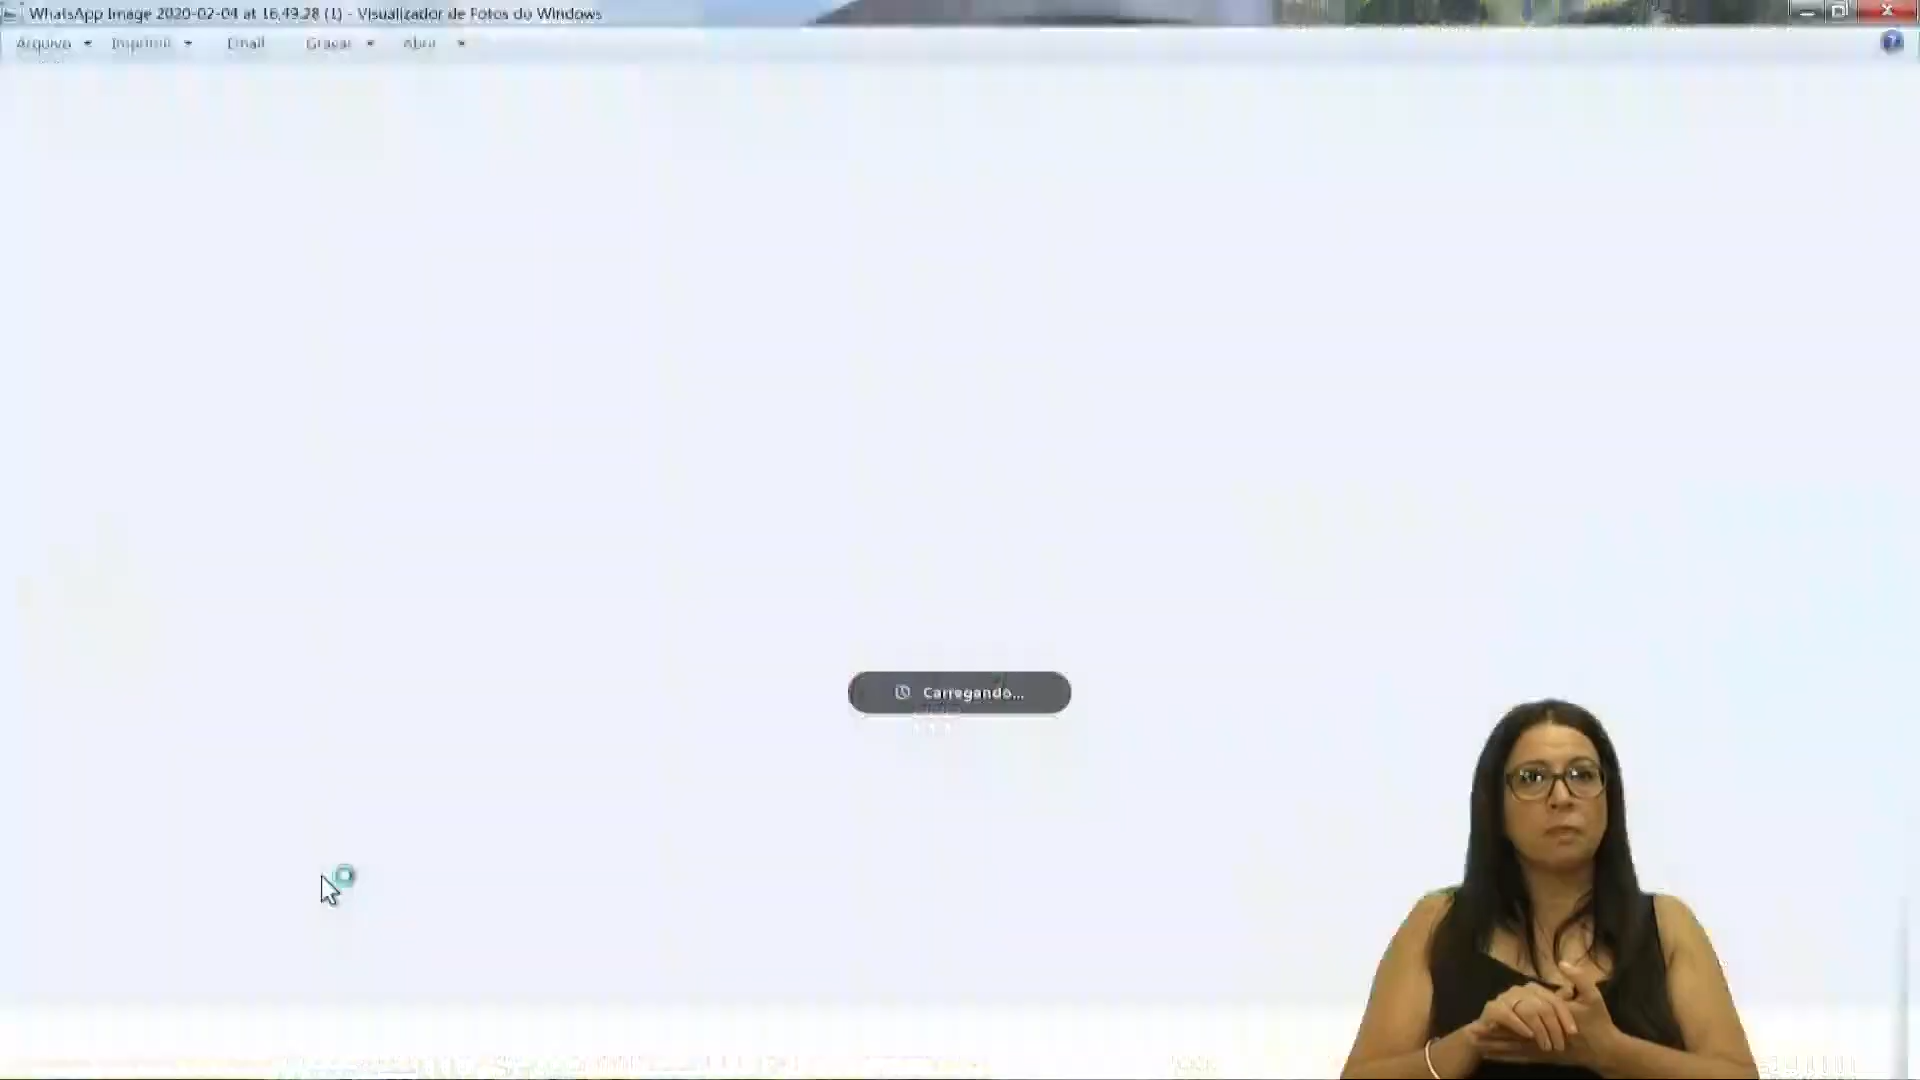 WhatsApp Image 2020-02-04 at 16.49.28 (1) - Visualizador de Fotos do Windows
Arquivo Imprimir Email Gravar Abrir
Carregando...